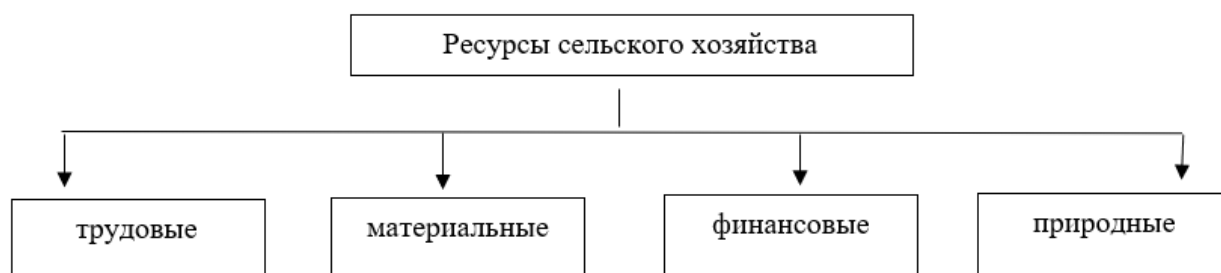 Ресурсы сельского хозяйства
трудовые
материальные
финансовые
природные